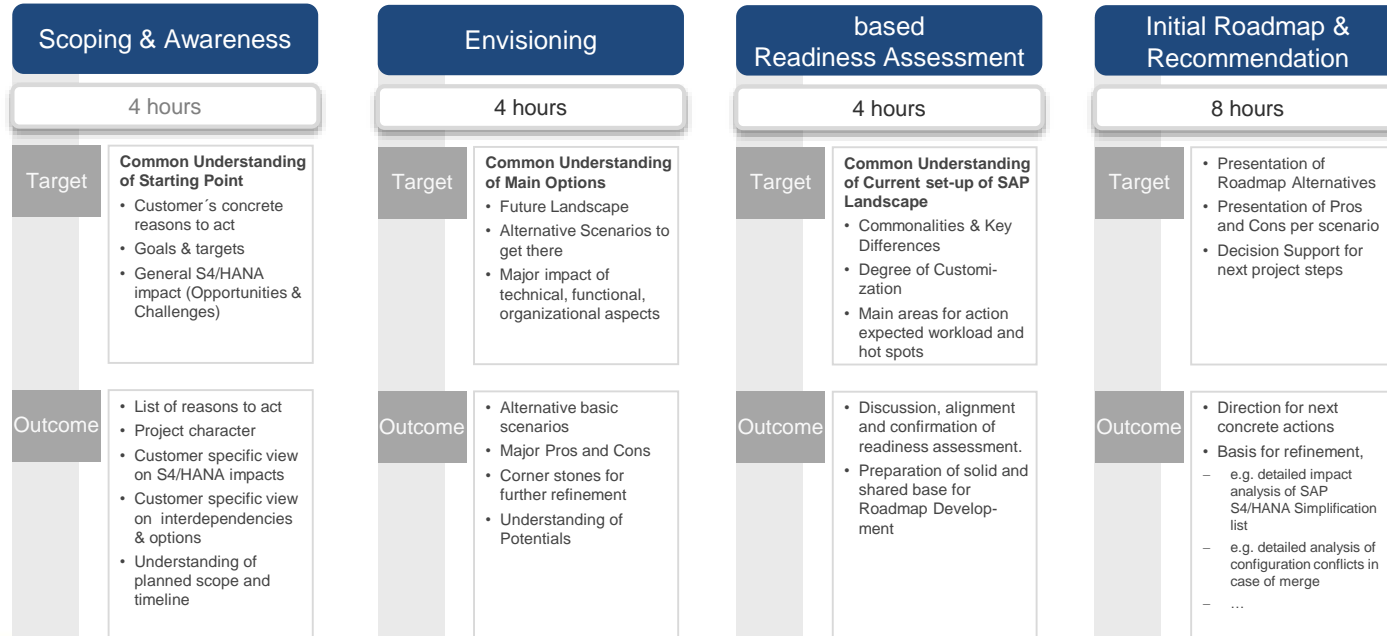 Scoping & Awareness
4 hours
Target
Common Understanding
of Starting Point
• Customer´s concrete
reasons to act
• Goals & targets
• General S4/HANA
impact (Opportunities &
Challenges)
Outcome
• List of reasons to act
• Project character
• Customer specific view
on S4/HANA impacts
• Customer specific view
on interdependencies
& options
• Understanding of
planned scope and
timeline
Envisioning
4 hours
Target
Common Understanding
of Main Options
• Future Landscape
• Alternative Scenarios to
get there
• Major impact of
technical, functional,
organizational aspects
Outcome
• Alternative basic
scenarios
• Major Pros and Cons
• Corner stones for
further refinement
• Understanding of
Potentials
based
Readiness Assessment
4 hours
Target
Common Understanding
of Current set-up of SAP
Landscape
• Commonalities & Key
Differences
• Degree of Customi-
zation
• Main areas for action
expected workload and
hot spots
Outcome
• Discussion, alignment
and confirmation of
readiness assessment.
• Preparation of solid and
shared base for
Roadmap Develop-
ment
Initial Roadmap &
Recommendation
8 hours
Target
• Presentation of
Roadmap Alternatives
• Presentation of Pros
and Cons per scenario
• Decision Support for
next project steps
Outcome
• Direction for next
concrete actions
• Basis for refinement,
– e.g. detailed impact
analysis of SAP
S4/HANA Simplification
list
– e.g. detailed analysis of
configuration conflicts in
case of merge
– …